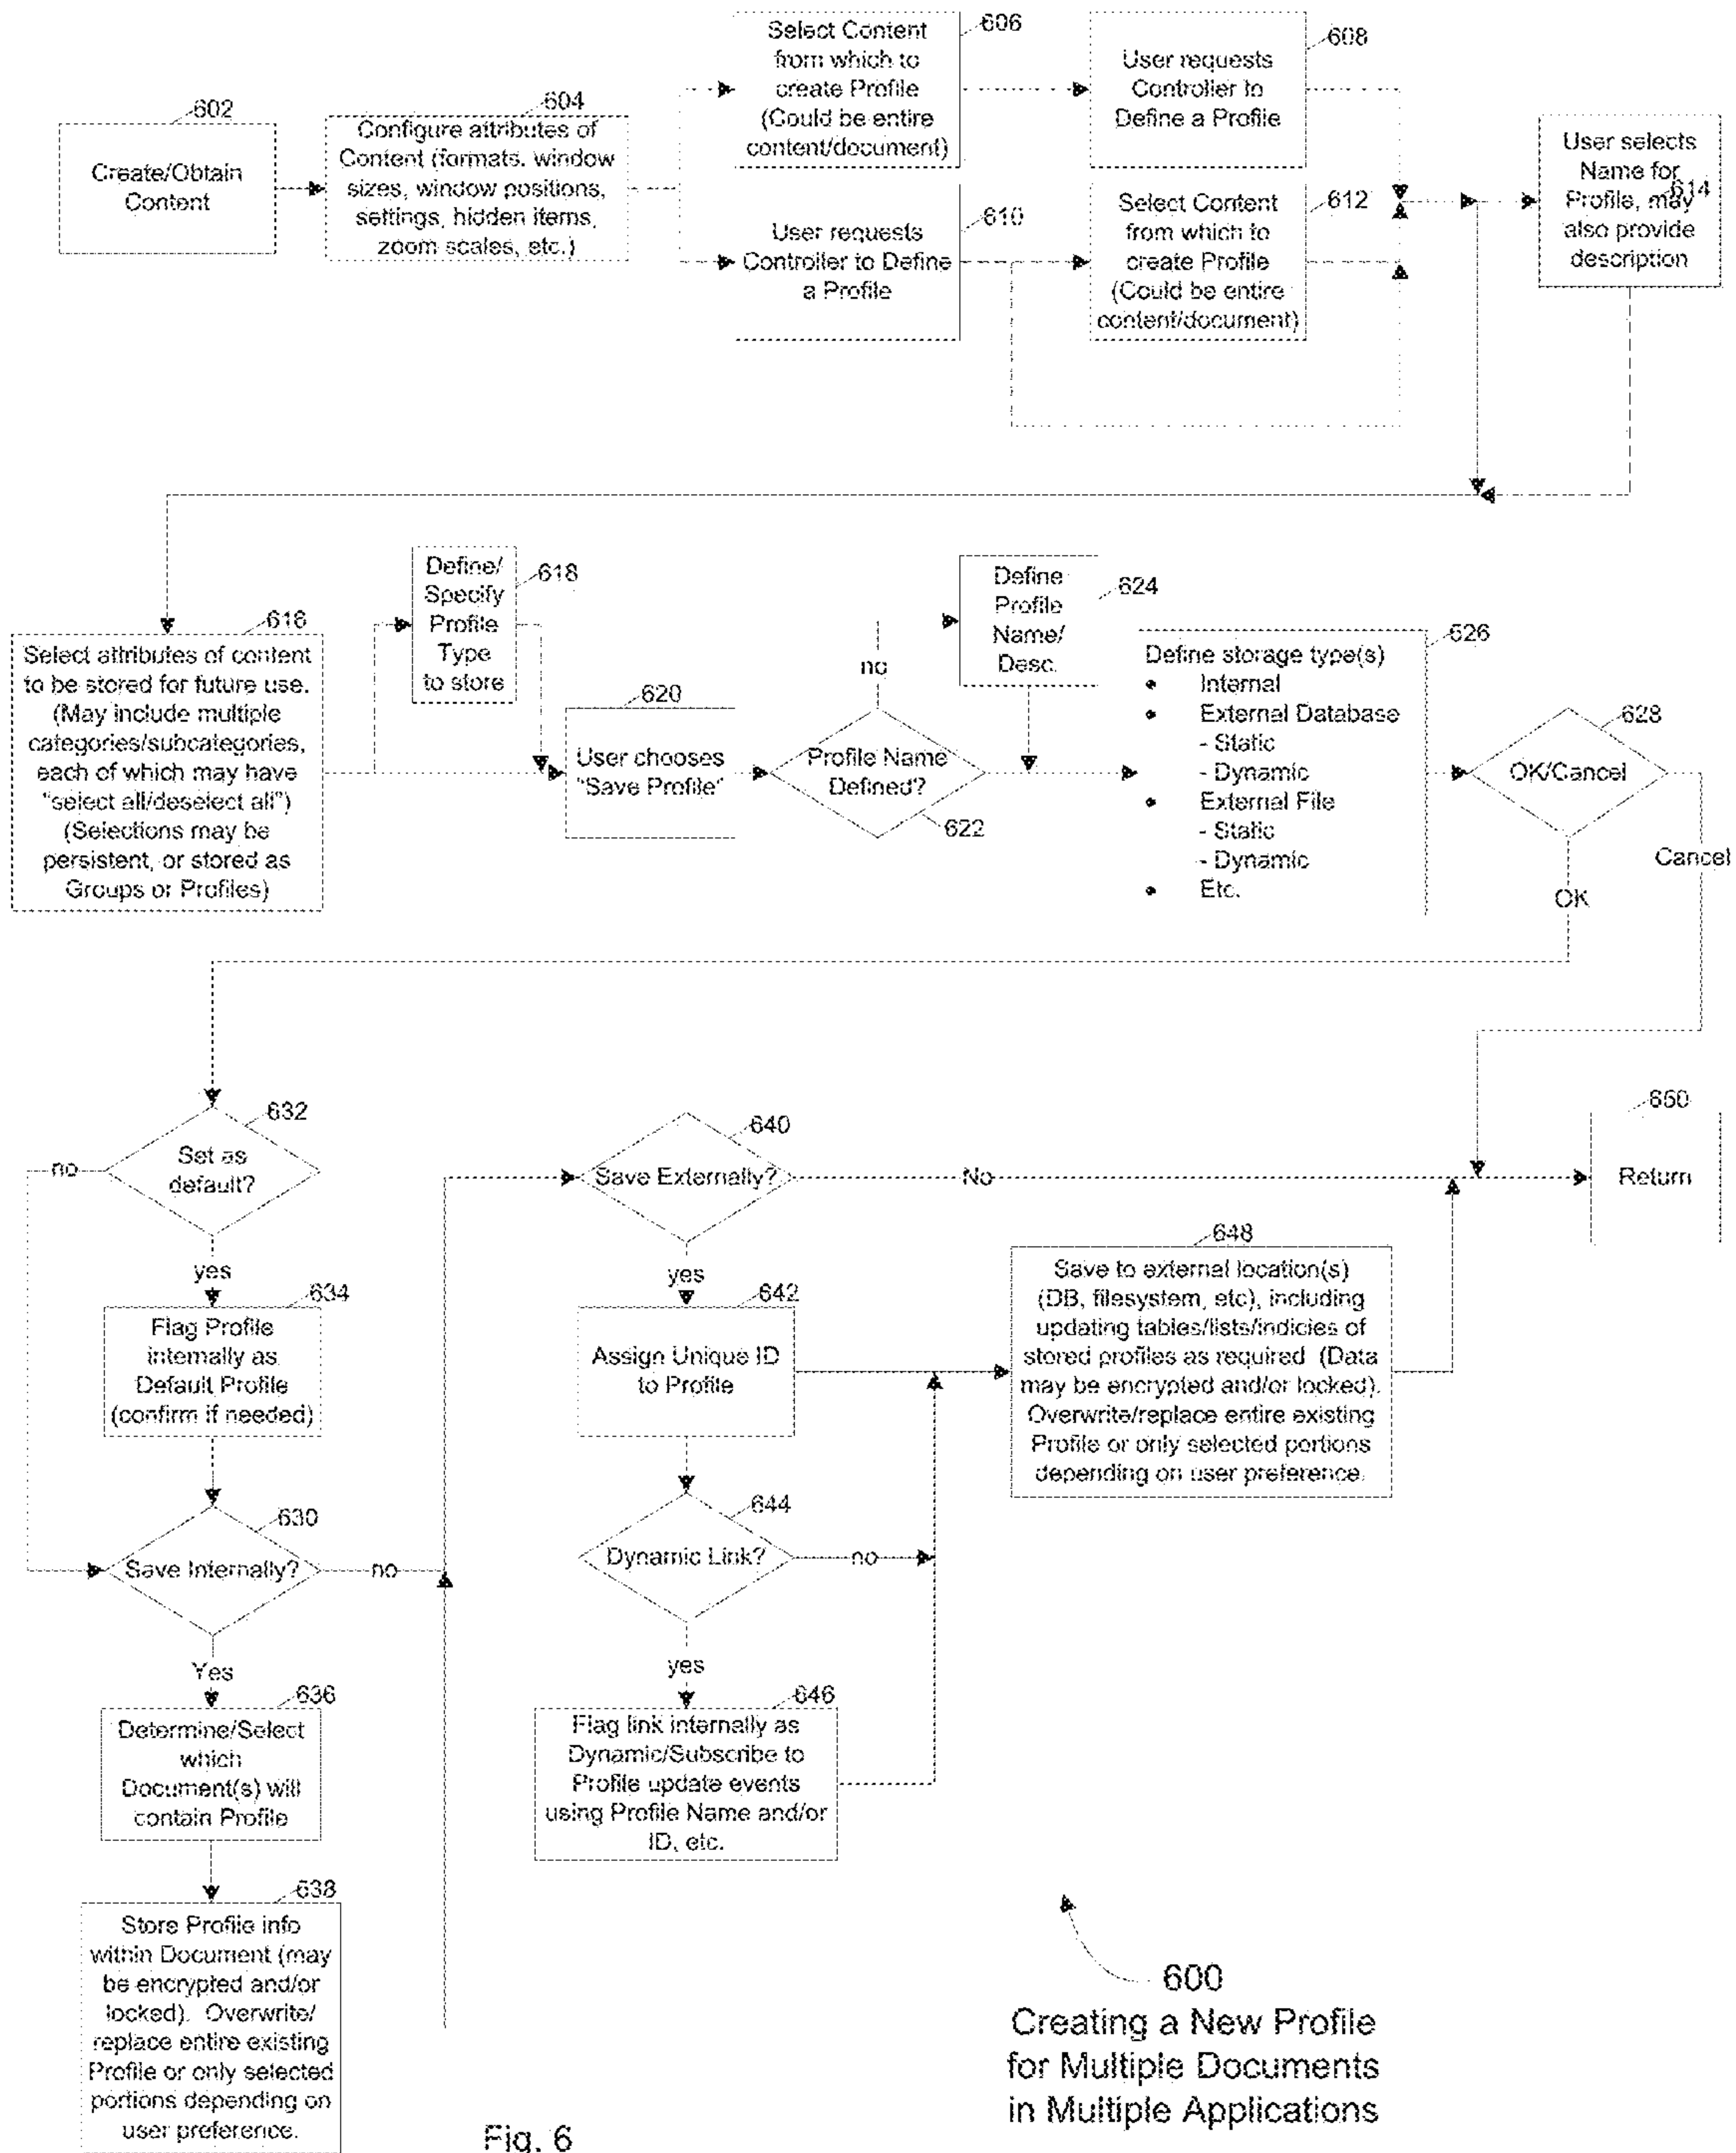 602
Create/Obtain
Content
604
Configure attributes of
Content (formats, window
sizes, window positions,
settings, hidden items,
zoom scales, etc.)
606
Select Content
from which to
create Profile
(Could be entire
content/document)
608
User requests
Controller to
Define a Profile
610
User requests
Controller to Define
a Profile
612
Select Content
from which to
create Profile
(Could be entire
content/document)
614
User selects
Name for
Profile, may
also provide
description
616
Select attributes of content
to be stored for future use.
(May include multiple
categories/subcategories,
each of which may have
"select all/deselect all")
(Selections may be
persistent, or stored as
Groups or Profiles)
618
Define/
Specify
Profile
Type
to store
620
User chooses
"Save Profile"
622
Profile Name
Defined?
no
624
Define
Profile
Name/
Desc.
626
Define storage type(s)
• Internal
• External Database
- Static
- Dynamic
• External File
- Static
- Dynamic
• Etc.
628
OK/Cancel
Cancel
OK
632
Set as
default?
no
yes
634
Flag Profile
internally as
Default Profile
(confirm if needed)
630
Save Internally?
no
Yes
636
Determine/Select
which
Document(s) will
contain Profile
638
Store Profile info
within Document (may
be encrypted and/or
locked). Overwrite/
replace entire existing
Profile or only selected
portions depending on
user preference.
640
Save Externally?
No
yes
642
Assign Unique ID
to Profile
644
Dynamic Link?
no
yes
646
Flag link internally as
Dynamic/Subscribe to
Profile update events
using Profile Name and/or
ID, etc.
648
Save to external location(s)
(DB, filesystem, etc), including
updating tables/lists/indicies of
stored profiles as required (Data
may be encrypted and/or locked).
Overwrite/replace entire existing
Profile or only selected portions
depending on user preference.
650
Return
600
Creating a New Profile
for Multiple Documents
in Multiple Applications
Fig. 6